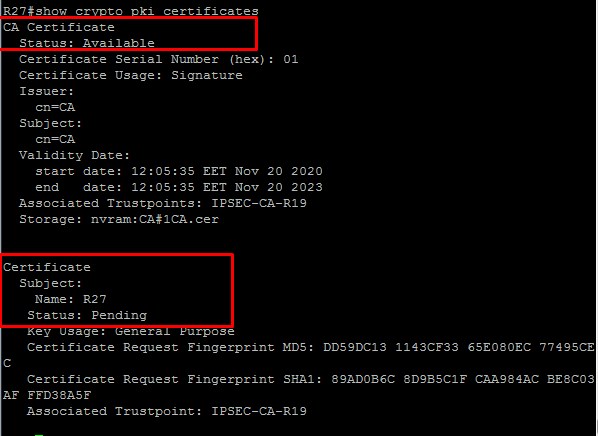 R27#show crypto pki certificates
CA Certificate
Status: Available
Certificate Serial Number (hex): 01
Certificate Usage: Signature
Issuer:
cn=CA
Subject:
cn=CA
Validity Date:
start date: 12:05:35 EET Nov 20 2020
end   date: 12:05:35 EET Nov 20 2023
Associated Trustpoints: IPSEC-CA-R19
Storage: nvram:CA#1CA.cer
Certificate
Subject:
Name: R27
Status: Pending
Key Usage: General Purpose
Certificate Request Fingerprint MD5: DD59DC13 1143CF33 65E080EC 77495CE
C
Certificate Request Fingerprint SHA1: 89AD0B6C 8D9B5C1F CAA984AC BE8C03
AF FFD38A5F
Associated Trustpoint: IPSEC-CA-R19